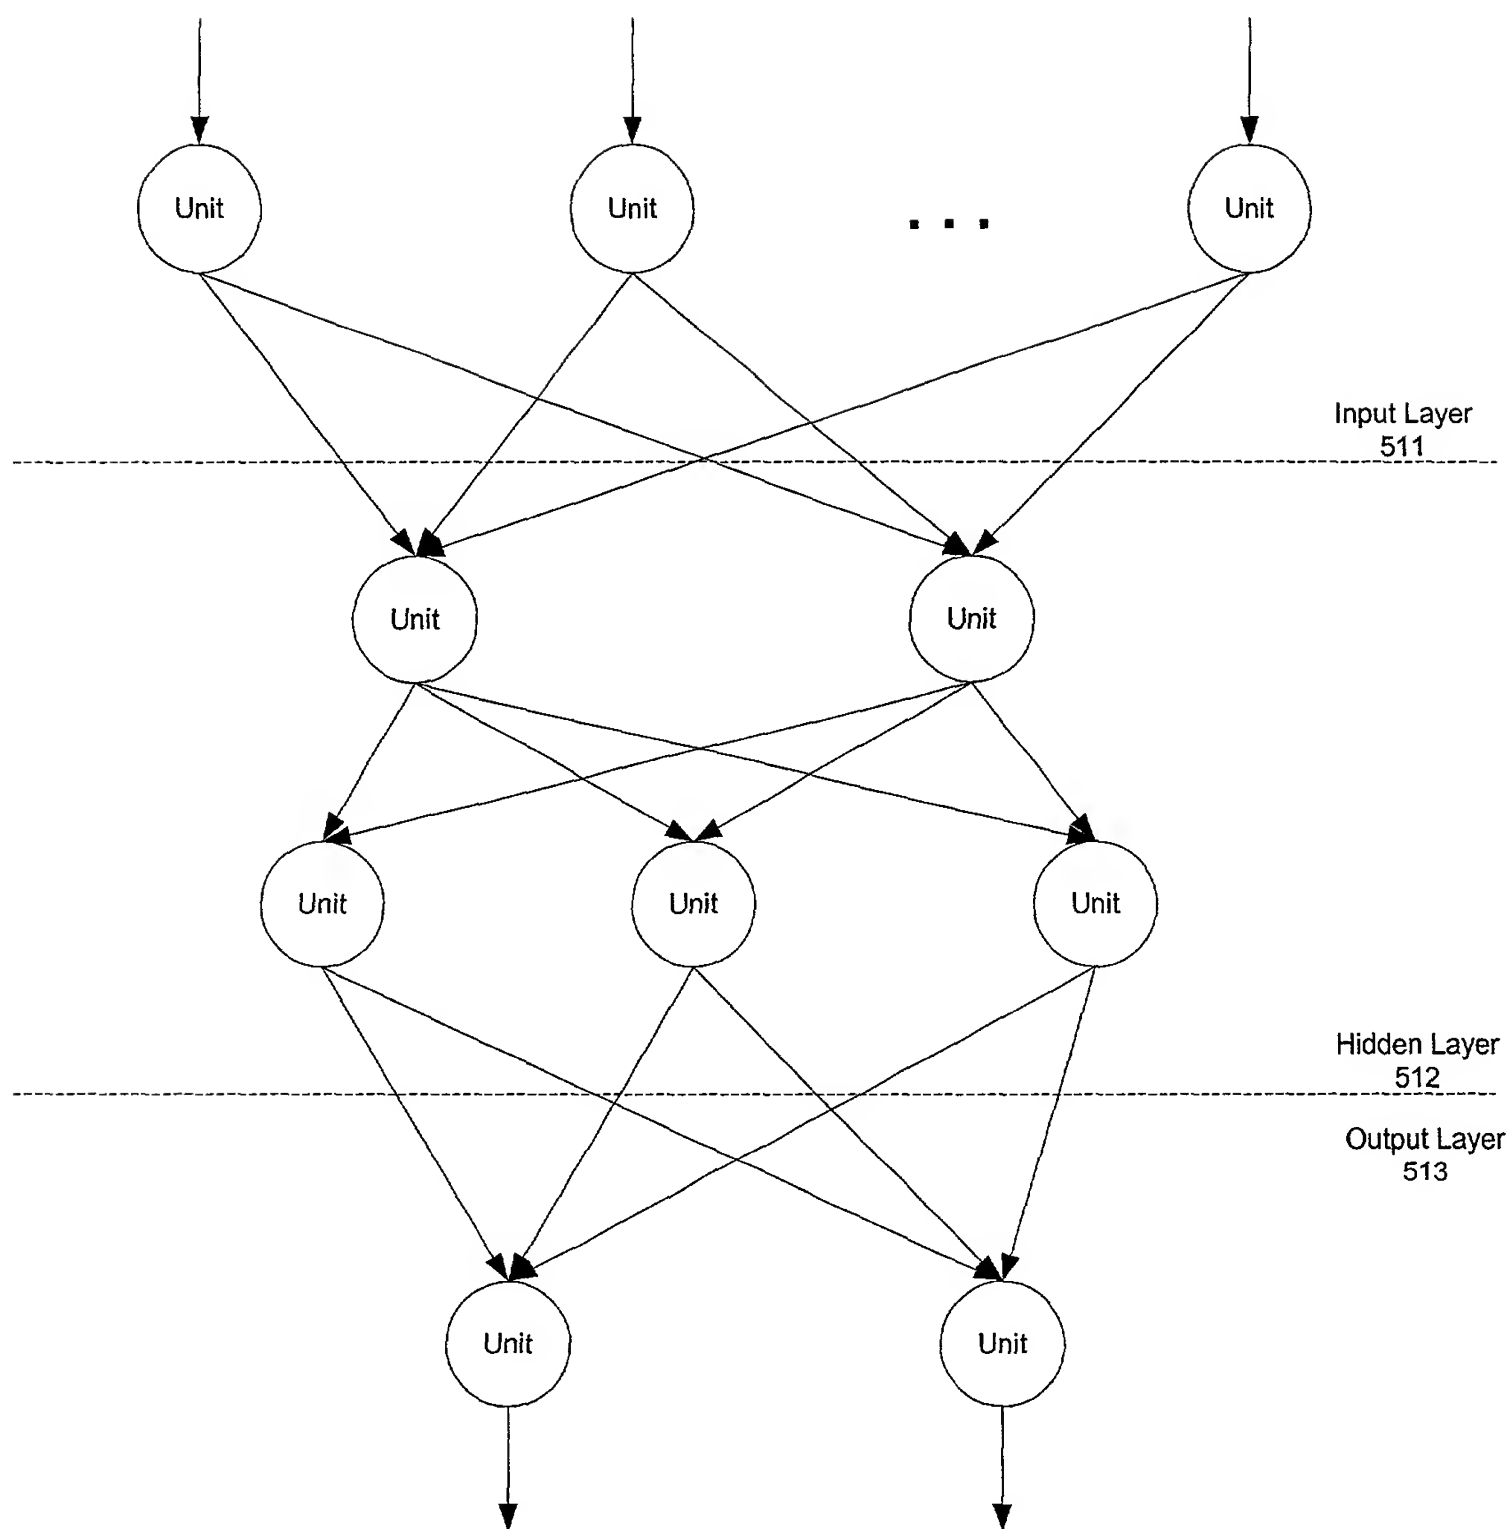 Unit
Unit
. . .
Unit
Input Layer
511
Unit
Unit
Unit
Unit
Unit
Hidden Layer
512
Output Layer
513
Unit
Unit